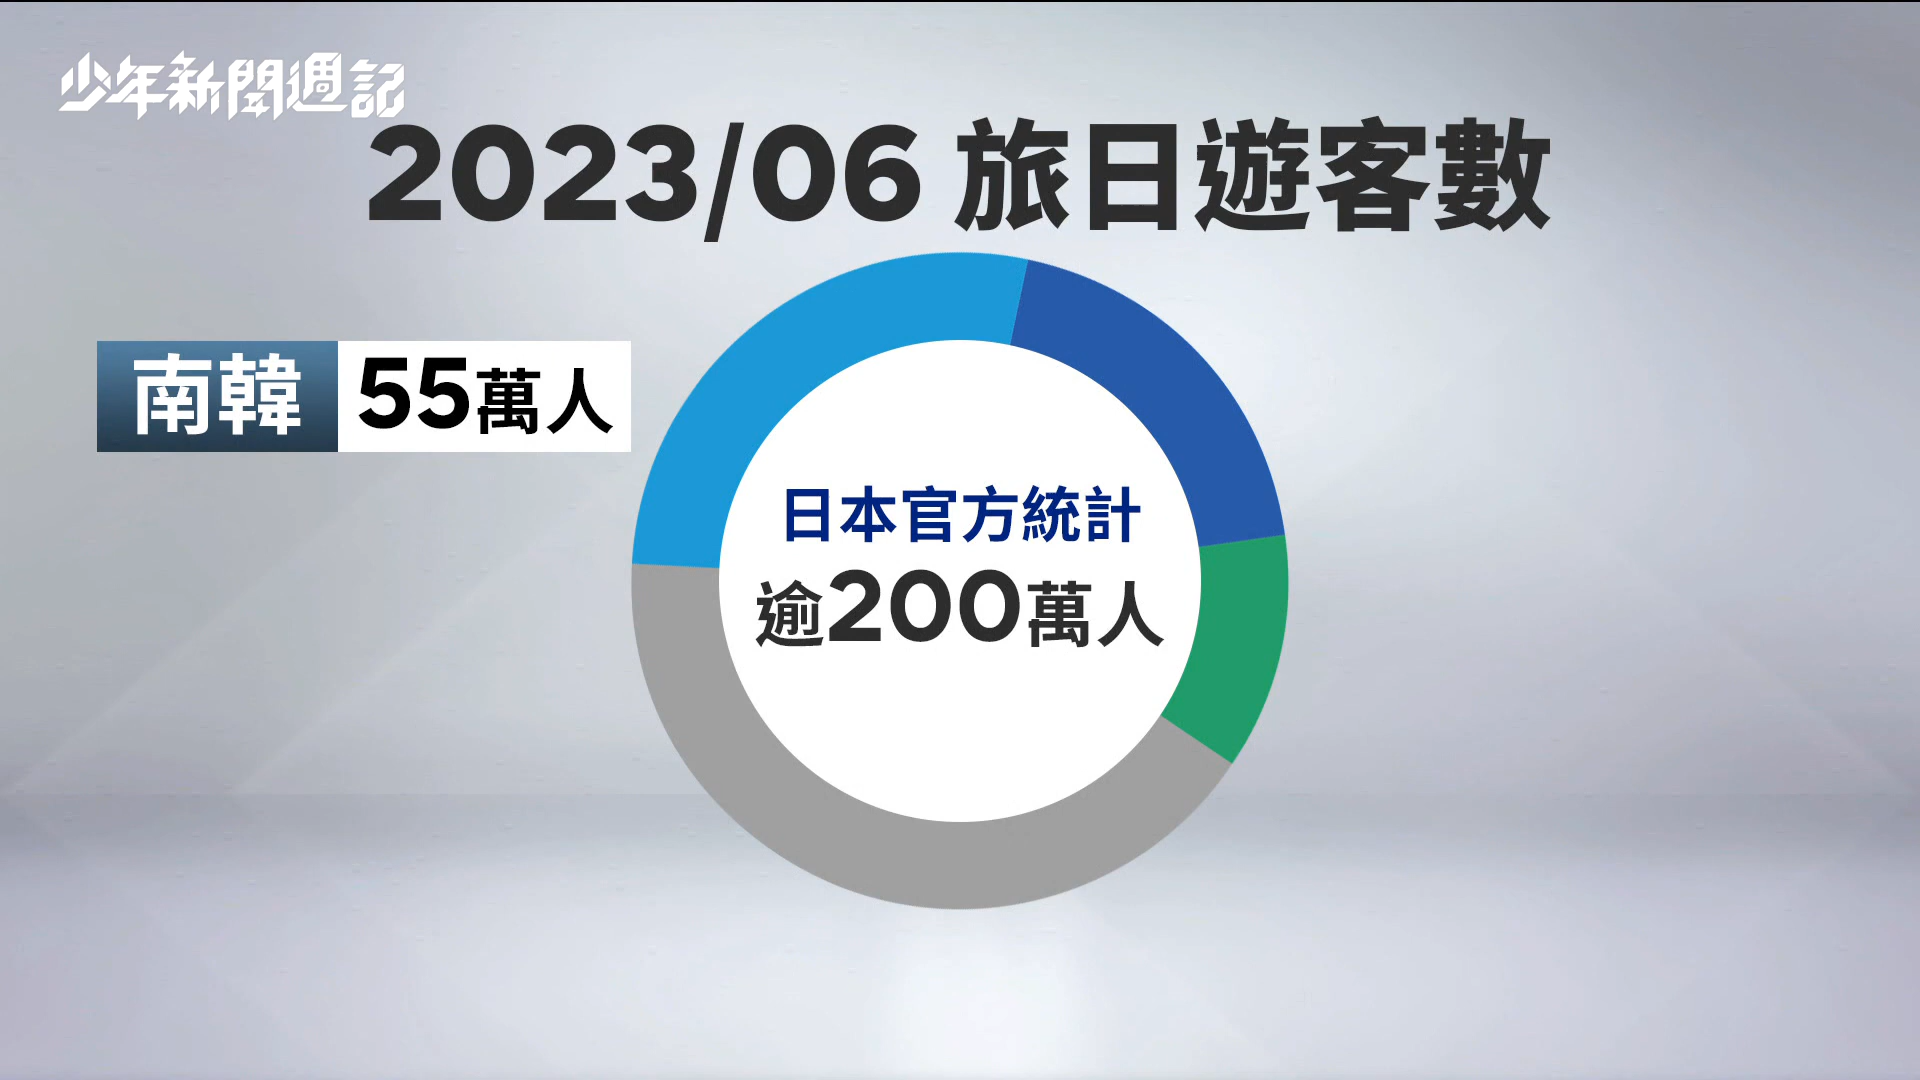 少年新聞週記
2023/06 旅日遊客數
南韓 55萬人
日本官方統計
逾200萬人